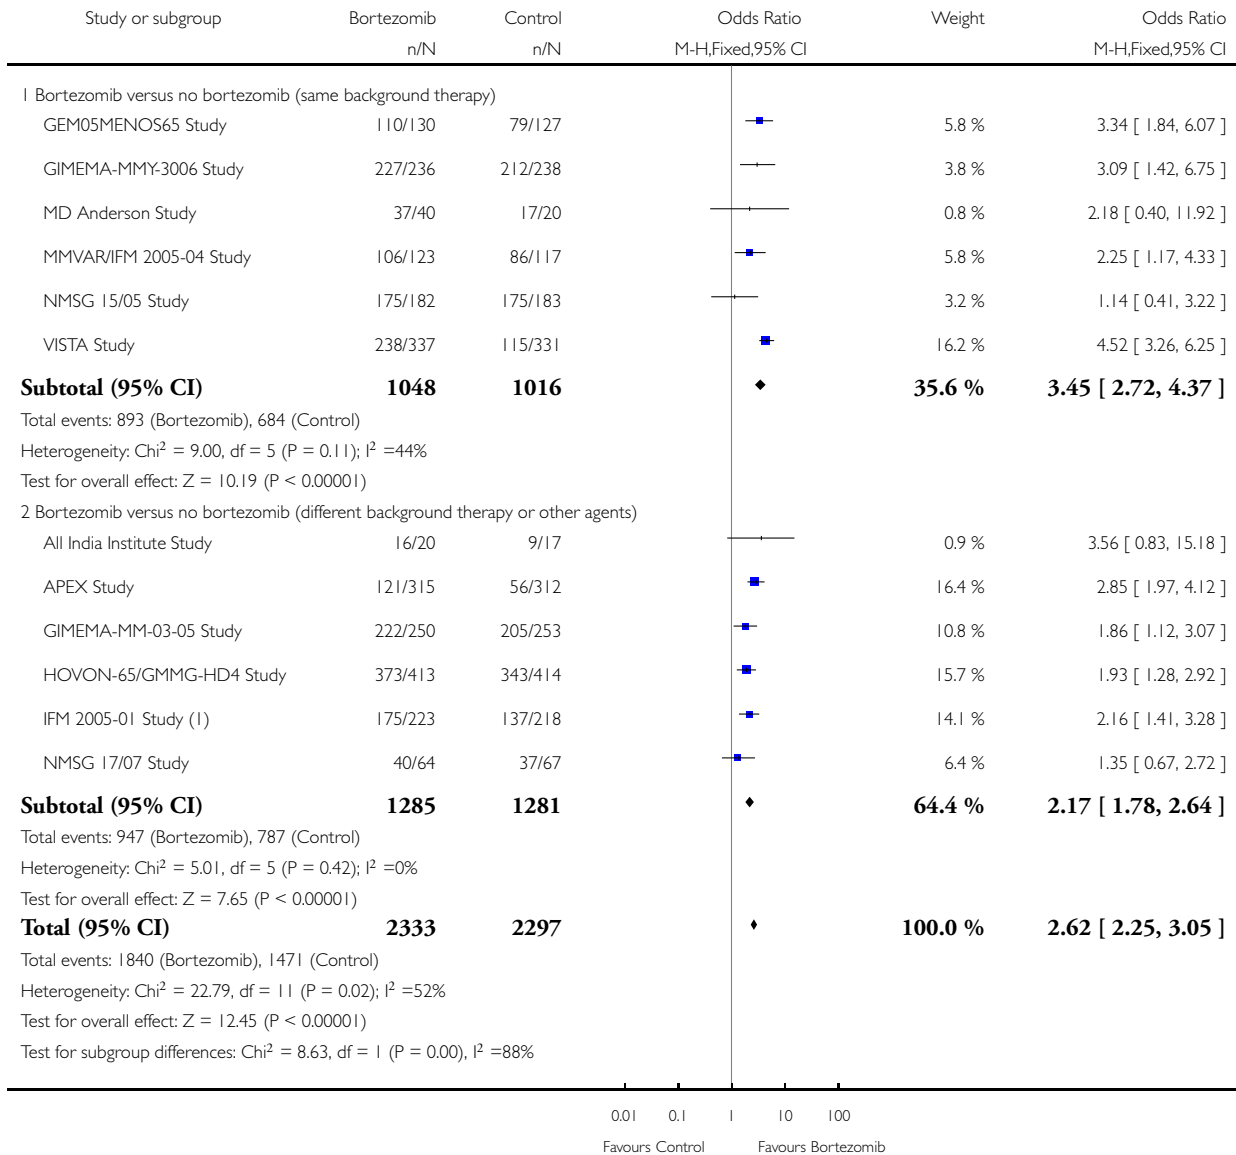 Study or subgroup Bortezomib Control Odds Ratio Weight Odds Ratio
n/N n/N M-H,Fixed,95% CI M-H,Fixed,95% CI
1 Bortezomib versus no bortezomib (same background therapy)
GEM05MENOS65 Study 110/130 79/127 5.8 % 3.34 [ 1.84, 6.07 ]
GIMEMA-MMY-3006 Study 227/236 212/238 3.8 % 3.09 [ 1.42, 6.75 ]
MD Anderson Study 37/40 17/20 0.8 % 2.18 [ 0.40, 11.92 ]
MMVAR/IFM 2005-04 Study 106/123 86/117 5.8 % 2.25 [ 1.17, 4.33 ]
NMSG 15/05 Study 175/182 175/183 3.2 % 1.14 [ 0.41, 3.22 ]
VISTA Study 238/337 115/331 16.2 % 4.52 [ 3.26, 6.25 ]
Subtotal (95% CI) 1048 1016 35.6 % 3.45 [ 2.72, 4.37 ]
Total events: 893 (Bortezomib), 684 (Control)
Heterogeneity: Chi² = 9.00, df = 5 (P = 0.11); I² =44%
Test for overall effect: Z = 10.19 (P < 0.00001)
2 Bortezomib versus no bortezomib (different background therapy or other agents)
All India Institute Study 16/20 9/17 0.9 % 3.56 [ 0.83, 15.18 ]
APEX Study 121/315 56/312 16.4 % 2.85 [ 1.97, 4.12 ]
GIMEMA-MM-03-05 Study 222/250 205/253 10.8 % 1.86 [ 1.12, 3.07 ]
HOVON-65/GMMG-HD4 Study 373/413 343/414 15.7 % 1.93 [ 1.28, 2.92 ]
IFM 2005-01 Study (1) 175/223 137/218 14.1 % 2.16 [ 1.41, 3.28 ]
NMSG 17/07 Study 40/64 37/67 6.4 % 1.35 [ 0.67, 2.72 ]
Subtotal (95% CI) 1285 1281 64.4 % 2.17 [ 1.78, 2.64 ]
Total events: 947 (Bortezomib), 787 (Control)
Heterogeneity: Chi² = 5.01, df = 5 (P = 0.42); I² =0%
Test for overall effect: Z = 7.65 (P < 0.00001)
Total (95% CI) 2333 2297 100.0 % 2.62 [ 2.25, 3.05 ]
Total events: 1840 (Bortezomib), 1471 (Control)
Heterogeneity: Chi² = 22.79, df = 11 (P = 0.02); I² =52%
Test for overall effect: Z = 12.45 (P < 0.00001)
Test for subgroup differences: Chi² = 8.63, df = 1 (P = 0.00), I² =88%
0.01 0.1 1 10 100
Favours Control Favours Bortezomib